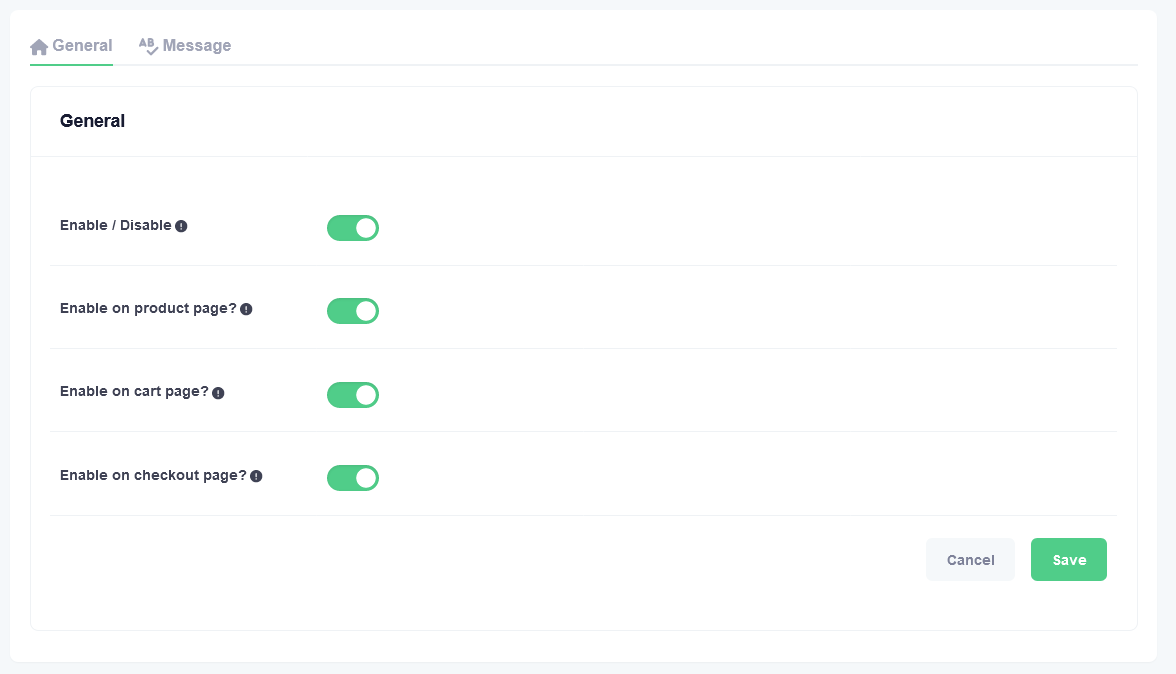 General Message
General
Enable / Disable
Enable on product page?
Enable on cart page?
Enable on checkout page?
Cancel Save